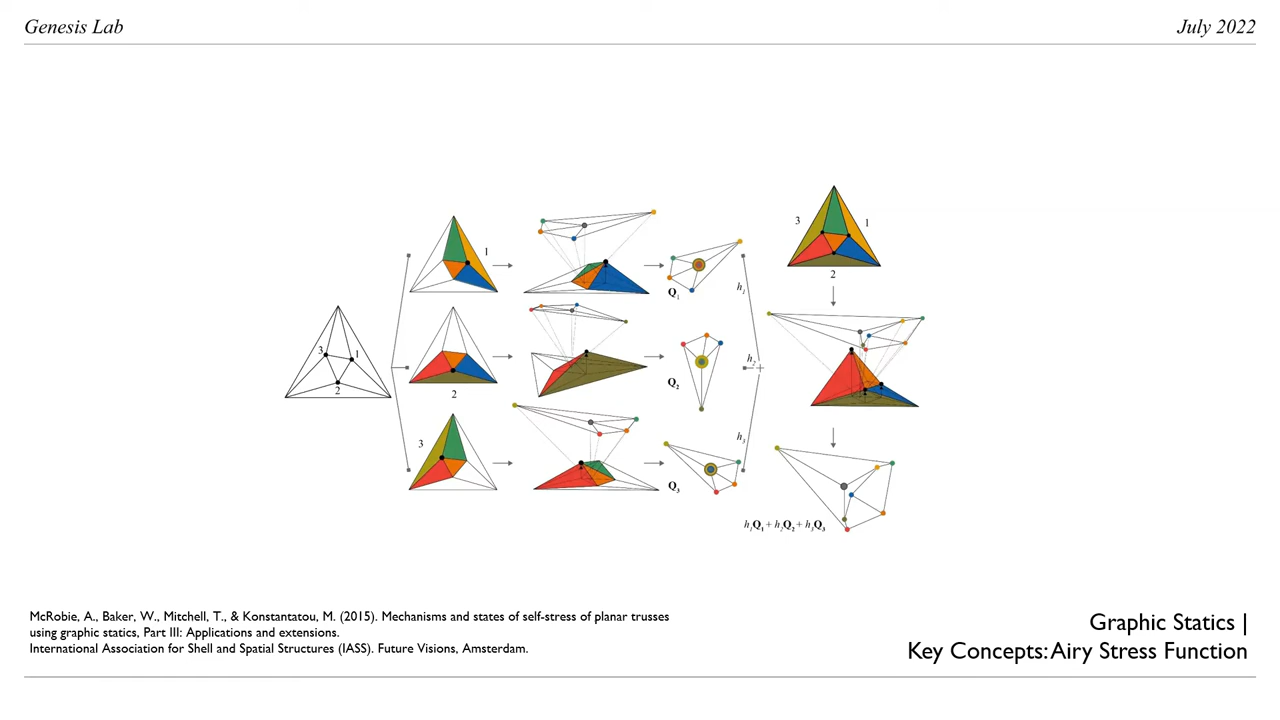 Genesis Lab
July 2022
3
1
2
1
2
3
Q1
Q2
Q3
h1
h2
h3
3
1
2
h1Q1 + h2Q2 + h3Q3
McRobie, A., Baker, W., Mitchell, T., & Konstantatou, M. (2015). Mechanisms and states of self-stress of planar trusses
using graphic statics, Part III: Applications and extensions.
International Association for Shell and Spatial Structures (IASS). Future Visions, Amsterdam.
Graphic Statics |
Key Concepts: Airy Stress Function